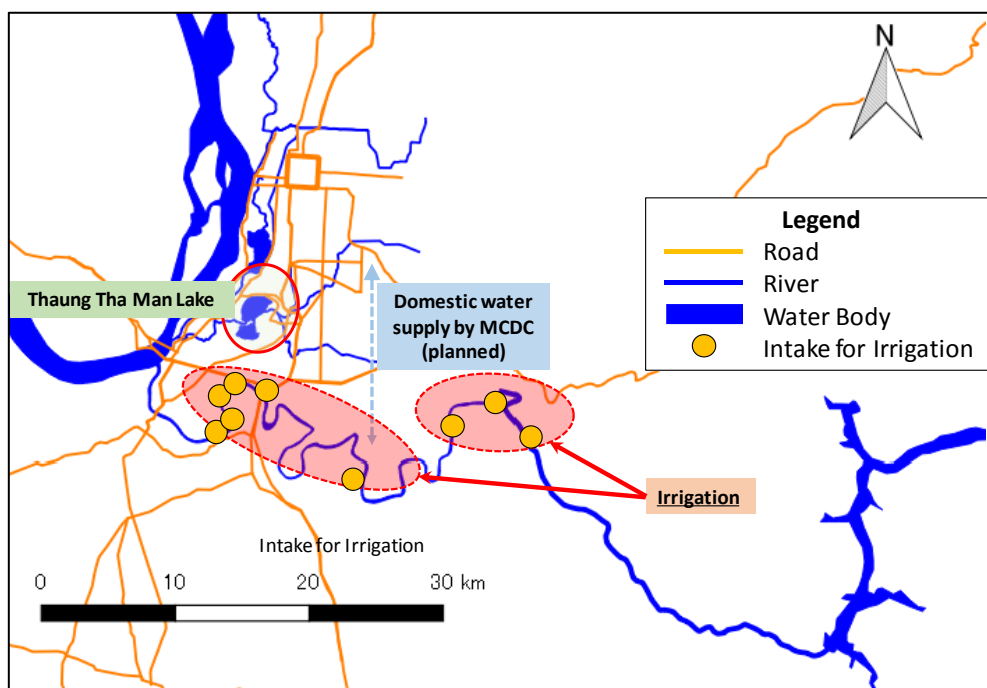 N
Legend
Road
River
Water Body
Intake for Irrigation
Thaung Tha Man Lake
Domestic water
supply by MCDC
(planned)
Irrigation
Intake for Irrigation
0 10 20 30 km